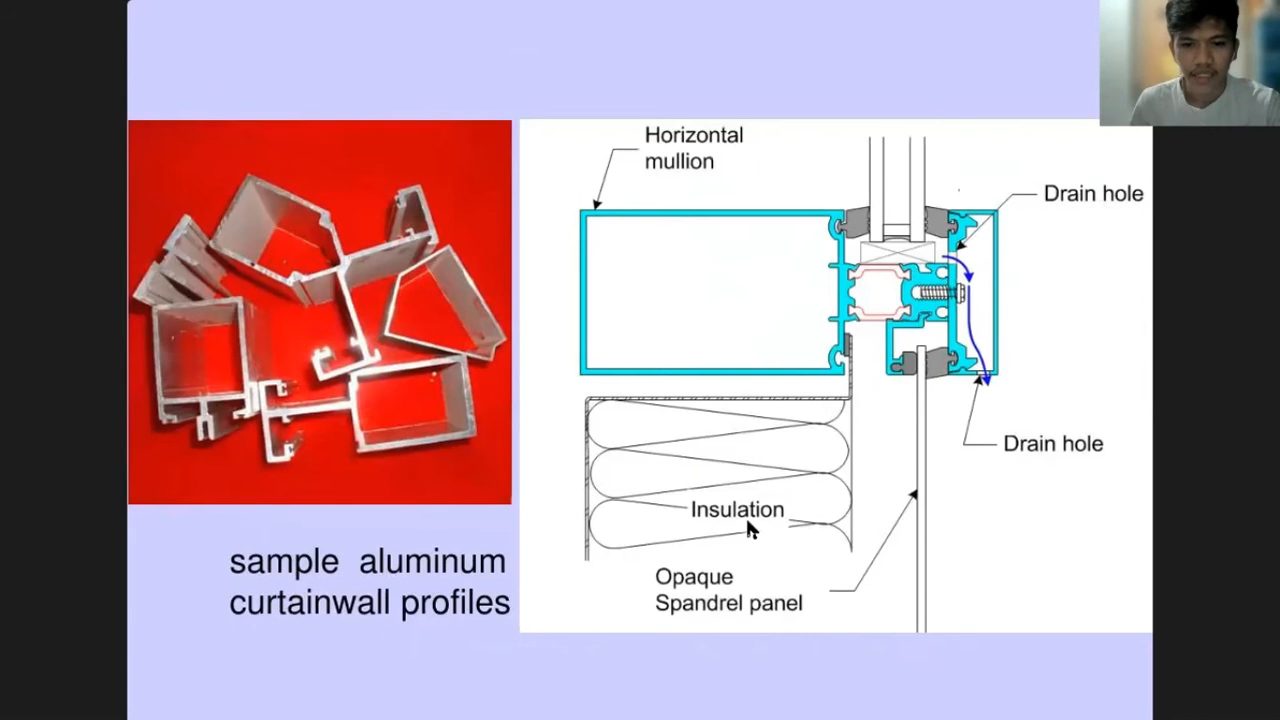 Horizontal
mullion
Drain hole
Drain hole
Insulation
Opaque
Spandrel panel
sample aluminum
curtainwall profiles